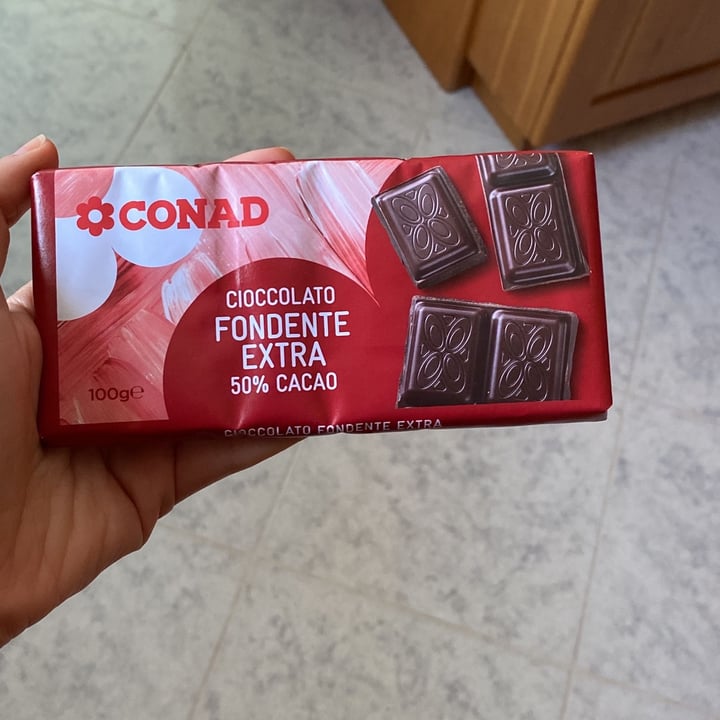 CONAD
CIOCCOLATO
FONDENTE
EXTRA
50% CACAO
100g℮
CIOCCOLATO FONDENTE EXTRA